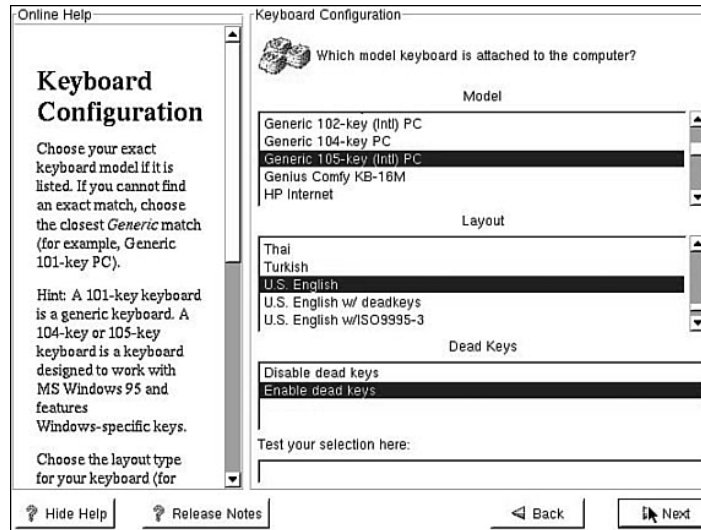 Online Help
Keyboard
Configuration
Choose your exact
keyboard model if it is
listed. If you cannot find
an exact match, choose
the closest Generic match
(for example, Generic
101-key PC).
Hint: A 101-key keyboard
is a generic keyboard. A
104-key or 105-key
keyboard is a keyboard
designed to work with
MS Windows 95 and
features
Windows-specific keys.
Choose the layout type
for your keyboard (for
Keyboard Configuration
Which model keyboard is attached to the computer?
Model
Generic 102-key (Intl) PC
Generic 104-key PC
Generic 105-key (Intl) PC
Genius Comfy KB-16M
HP Internet
Layout
Thai
Turkish
U.S. English
U.S. English w/ deadkeys
U.S. English w/ISO9995-3
Dead Keys
Disable dead keys
Enable dead keys
Test your selection here:
Hide Help
Release Notes
Back
Next